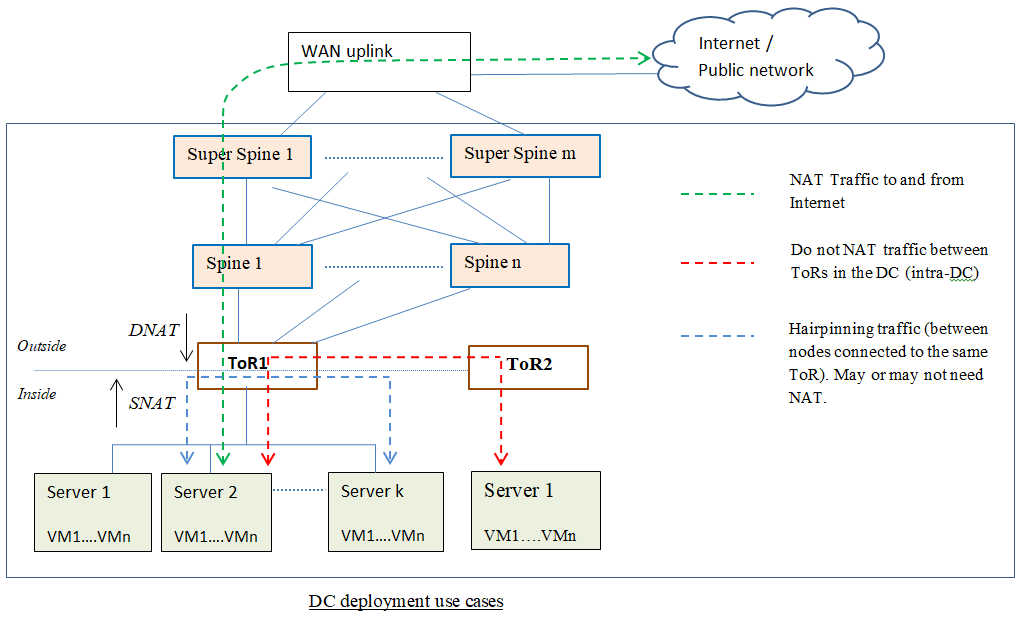 WAN uplink
Internet /
Public network
Super Spine 1
Super Spine m
NAT Traffic to and from
Internet
Do not NAT traffic between
ToRs in the DC (intra-DC)
Spine 1
Spine n
Hairpinning traffic (between
nodes connected to the same
ToR). May or may not need
NAT.
DNAT
Outside
ToR1
ToR2
Inside
SNAT
Server 1
VM1....VMn
Server 2
VM1....VMn
Server k
VM1....VMn
Server 1
VM1....VMn
DC deployment use cases